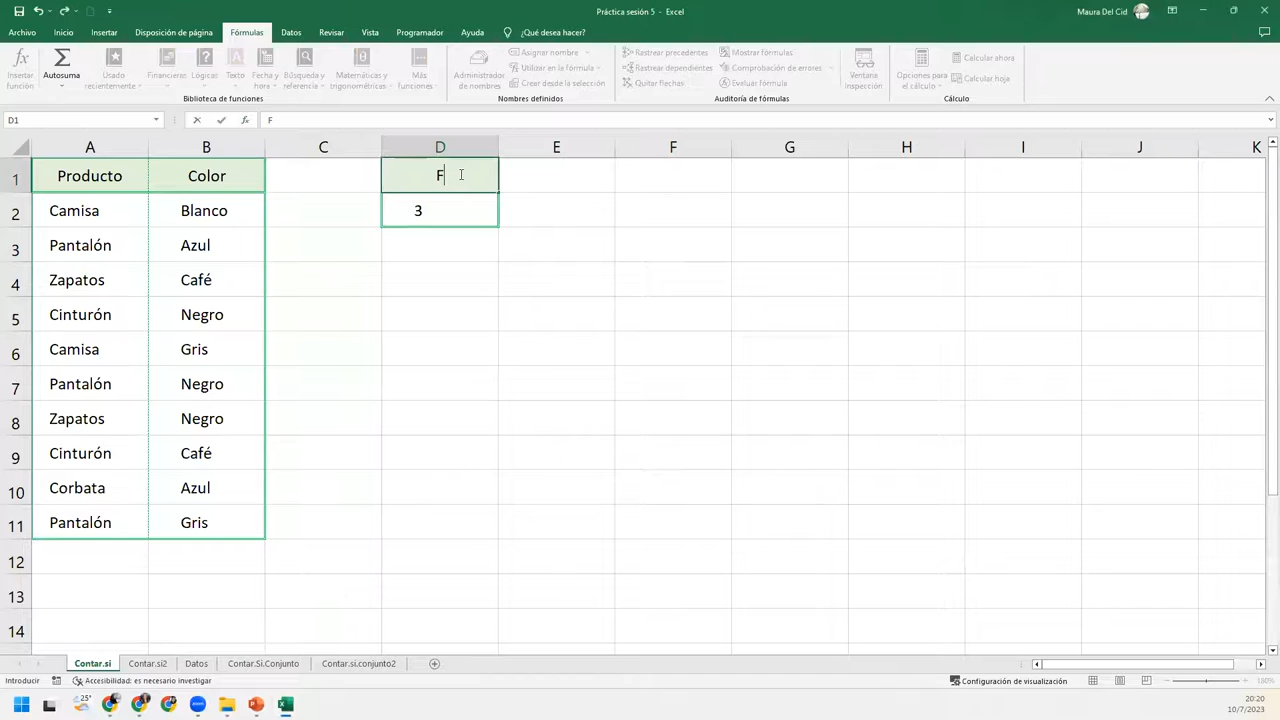 Práctica sesión 5 - Excel
Maura Del Cid
Archivo Inicio Insertar Disposición de página Fórmulas Datos Revisar Vista Programador Ayuda ¿Qué desea hacer?
Insertar función
Autosuma
Usado recientemente
Financieras
Lógicas
Texto
Fecha y hora
Búsqueda y referencia
Matemáticas y trigonométricas
Más funciones
Biblioteca de funciones
Administrador de nombres
Asignar nombre
Utilizar en la fórmula
Crear desde la selección
Nombres definidos
Rastrear precedentes
Rastrear dependientes
Quitar flechas
Mostrar fórmulas
Comprobación de errores
Evaluar fórmula
Auditoría de fórmulas
Ventana Inspección
Opciones para el cálculo
Calcular ahora
Calcular hoja
Cálculo
D1 fx F
A B C D E F G H I J K
1 Producto Color F
2 Camisa Blanco 3
3 Pantalón Azul
4 Zapatos Café
5 Cinturón Negro
6 Camisa Gris
7 Pantalón Negro
8 Zapatos Negro
9 Cinturón Café
10 Corbata Azul
11 Pantalón Gris
12
13
14
Contar.si Contar.si2 Datos Contar.Si.Conjunto Contar.si.conjunto2
Introducir Accesibilidad: es necesario investigar Configuración de visualización 180%
25° zoom
20:20
10/7/2023